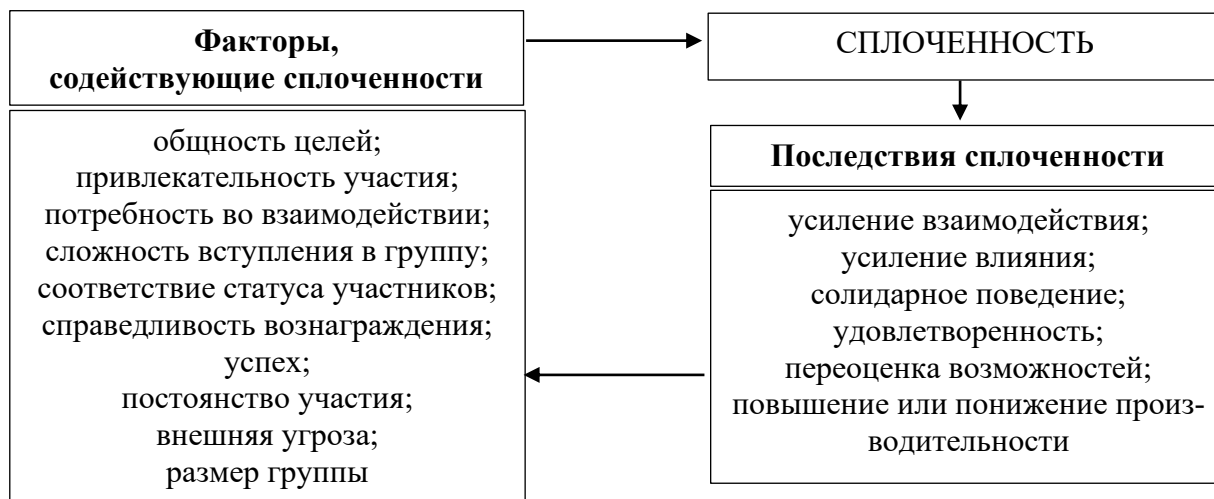 Факторы,
содействующие сплоченности
общность целей;
привлекательность участия;
потребность во взаимодействии;
сложность вступления в группу;
соответствие статуса участников;
справедливость вознаграждения;
успех;
постоянство участия;
внешняя угроза;
размер группы
СПЛОЧЕННОСТЬ
Последствия сплоченности
усиление взаимодействия;
усиление влияния;
солидарное поведение;
удовлетворенность;
переоценка возможностей;
повышение или понижение произ-
водительности